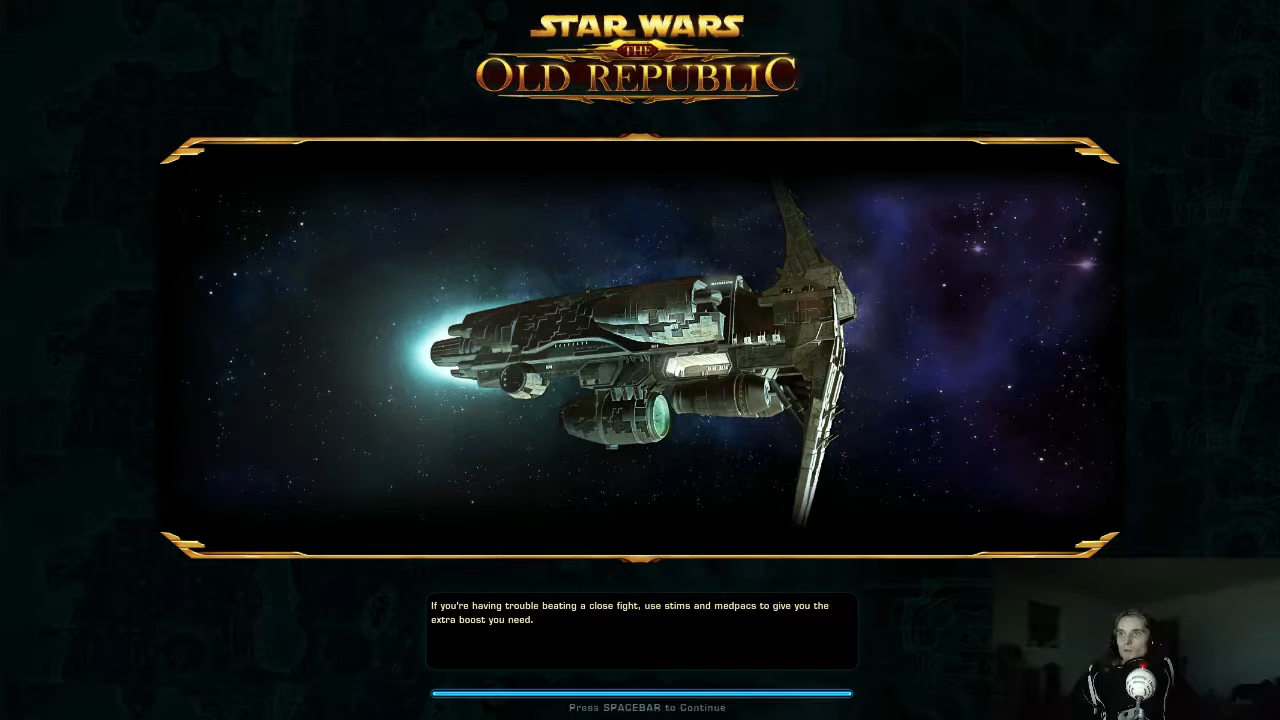 STAR WARS
THE
OLD REPUBLIC
If you're having trouble beating a close fight, use stims and medpacs to give you the
extra boost you need.
Press SPACEBAR to Continue